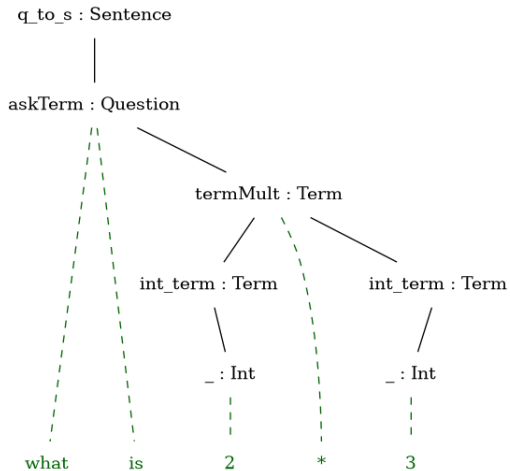 q_to_s : Sentence
askTerm : Question
termMult : Term
int_term : Term int_term : Term
_ : Int _ : Int
what is 2 * 3